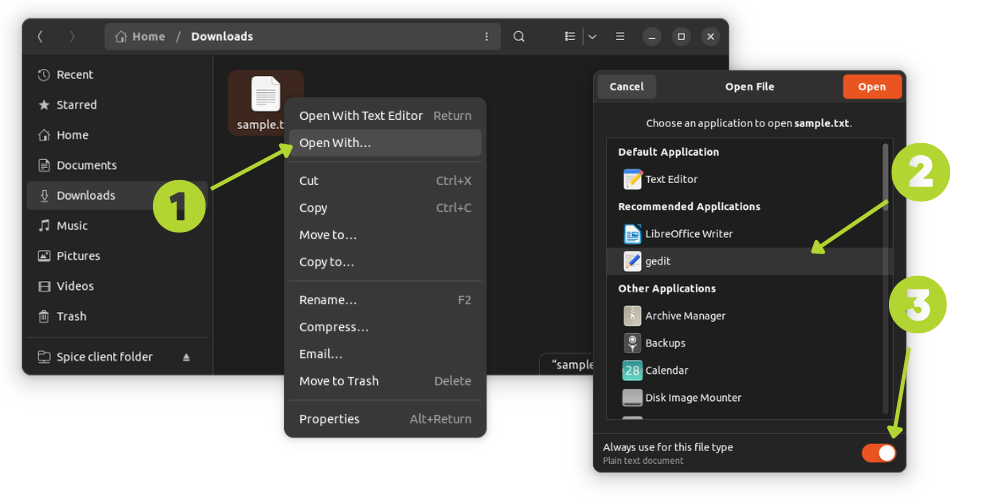 Home / Downloads
Recent
Starred
Home
Documents
Downloads
Music
Pictures
Videos
Trash
Spice client folder
sample.t
Open With Text Editor Return
Open With...
Cut Ctrl+X
Copy Ctrl+C
Move to...
Copy to...
Rename... F2
Compress...
Email...
Move to Trash Delete
Properties Alt+Return
"sample
1
Cancel
Open File
Open
Choose an application to open sample.txt.
Default Application
Text Editor
Recommended Applications
LibreOffice Writer
gedit
Other Applications
Archive Manager
Backups
28 Calendar
Disk Image Mounter
Always use for this file type
Plain text document
2
3